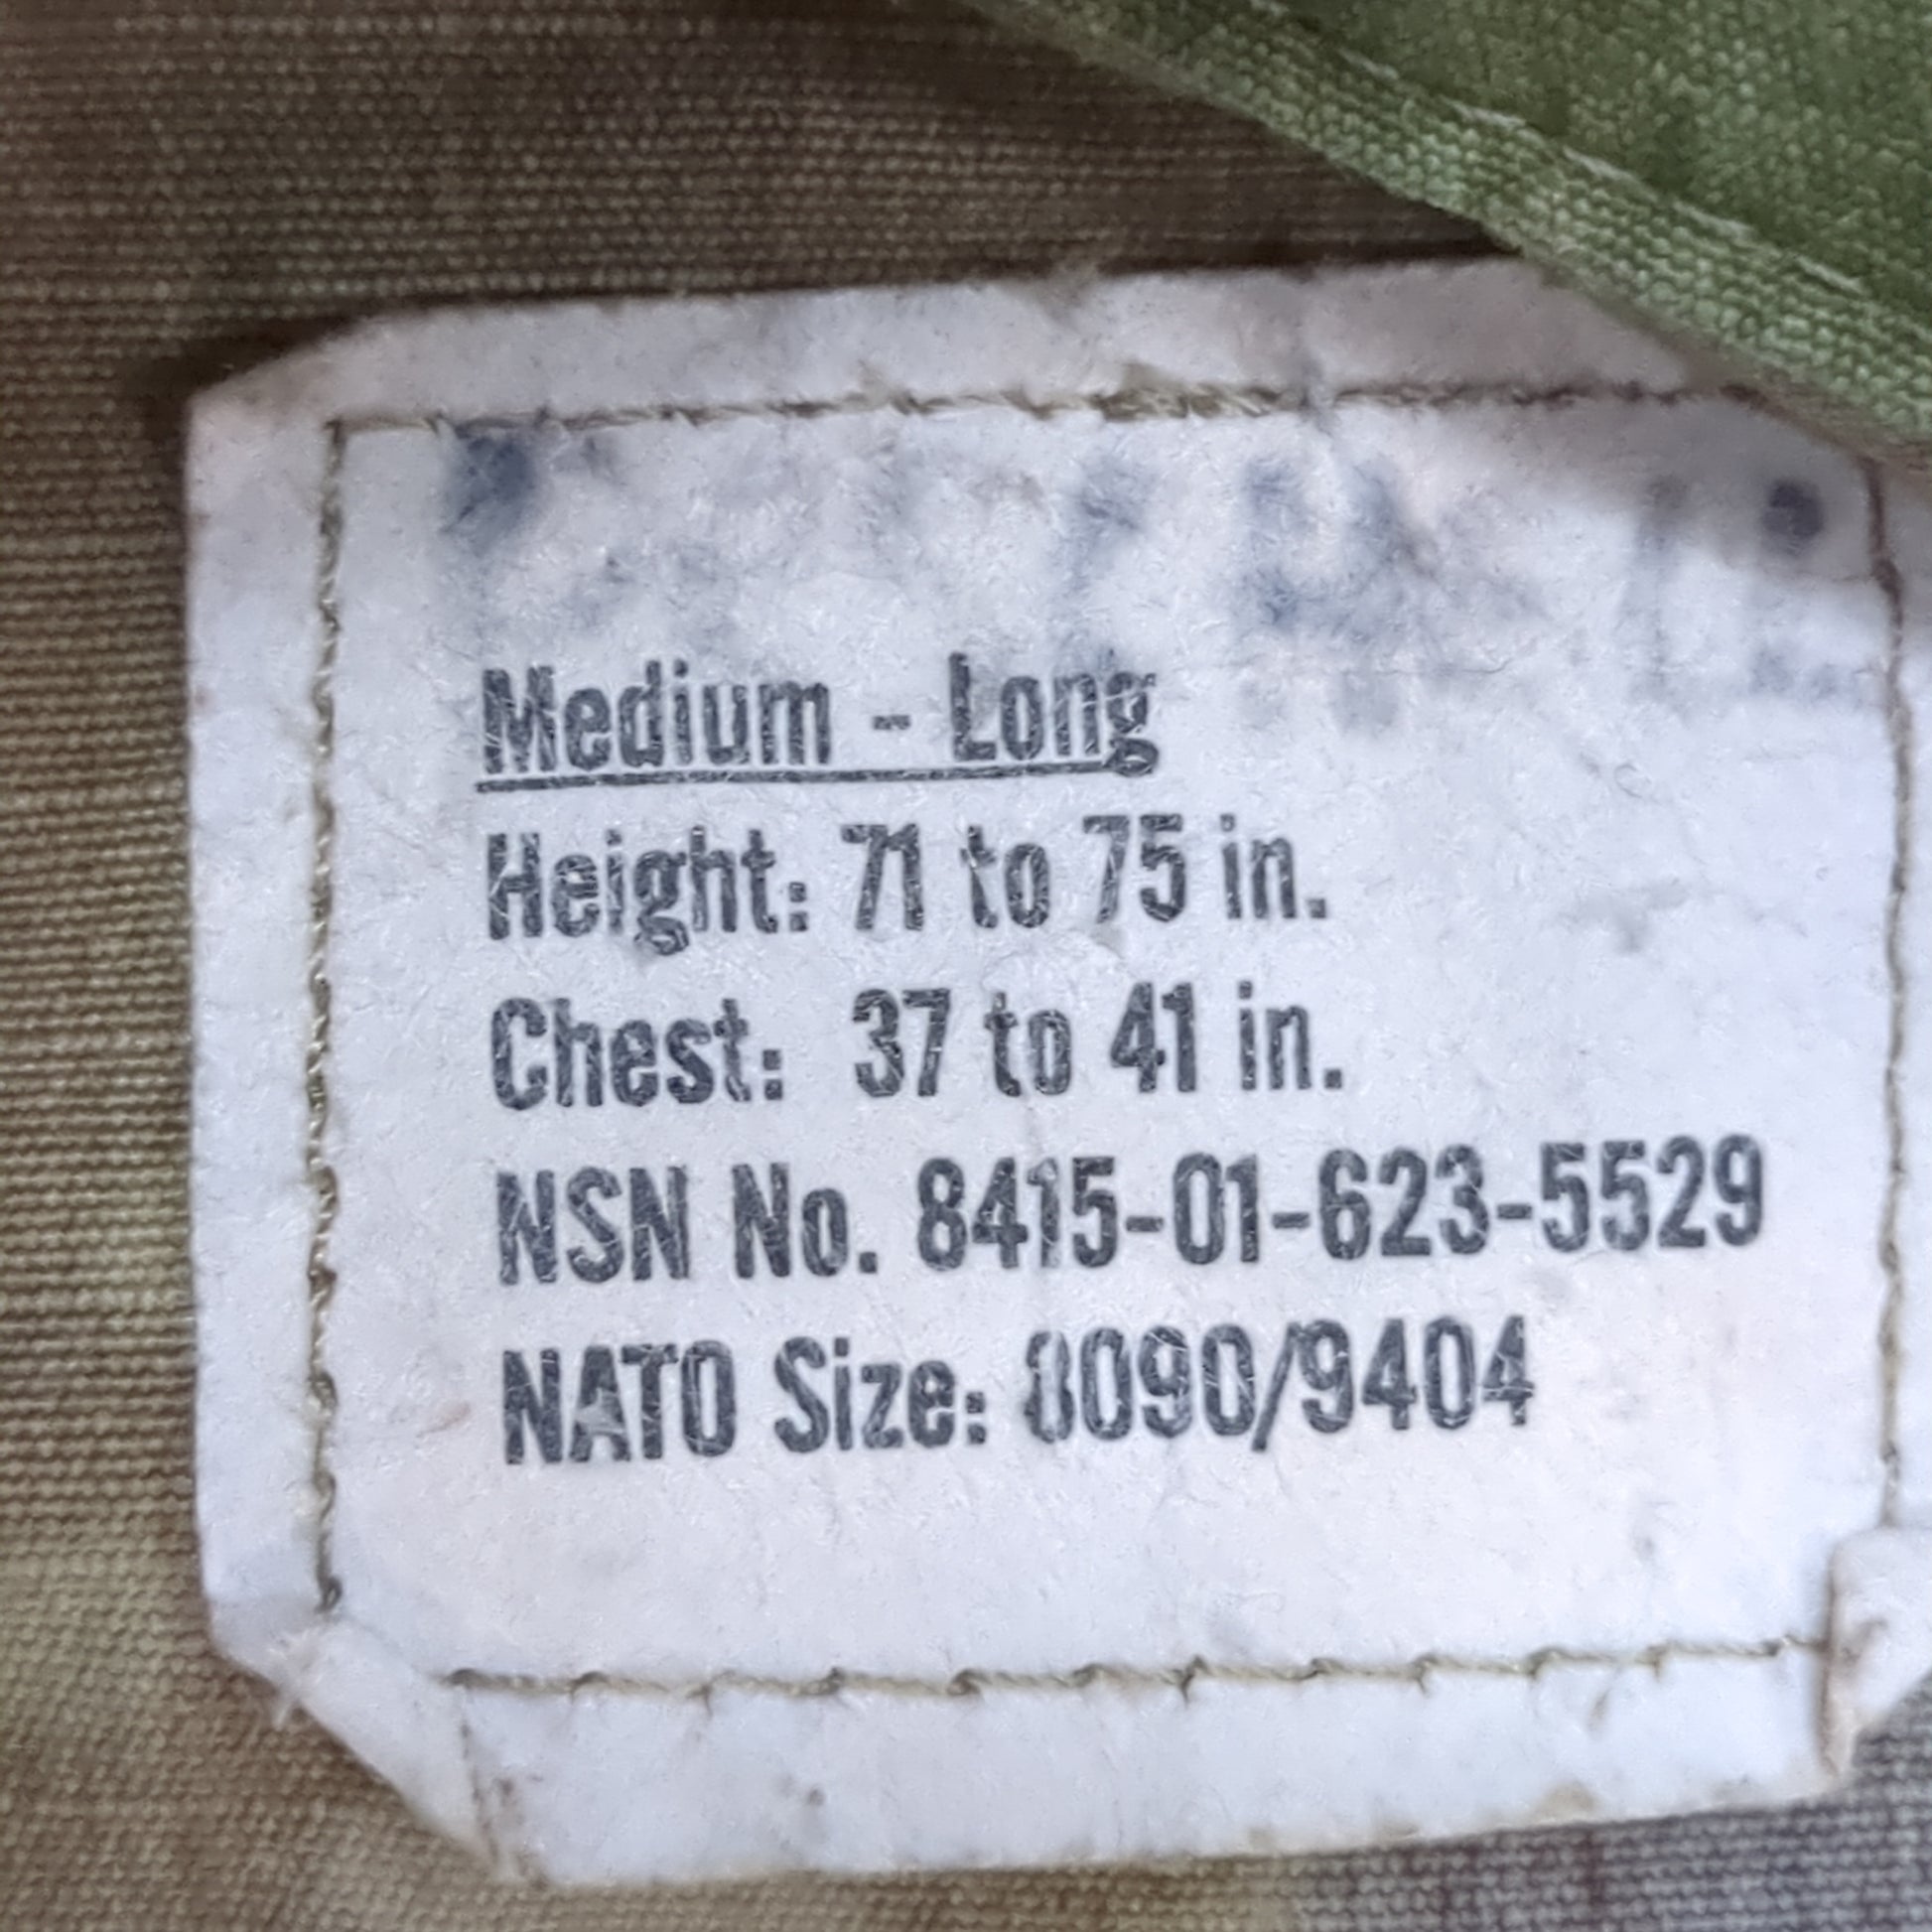 Medium - Long
Height: 71 to 75 in.
Chest: 37 to 41 in.
NSN No. 8415-01-623-5529
NATO Size: 8090/9404